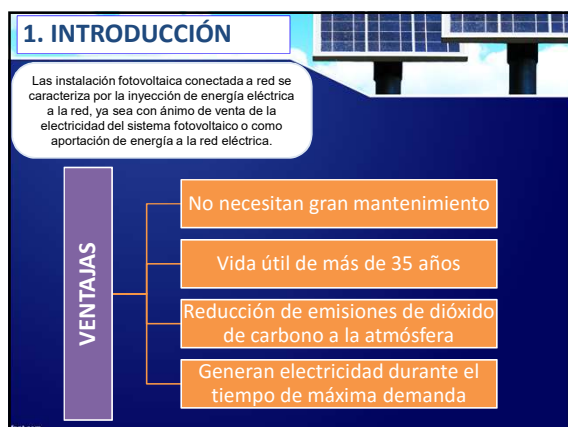 1. INTRODUCCIÓN
Las instalación fotovoltaica conectada a red se
caracteriza por la inyección de energía eléctrica
a la red, ya sea con ánimo de venta de la
electricidad del sistema fotovoltaico o como
aportación de energía a la red eléctrica.
VENTAJAS
No necesitan gran mantenimiento
Vida útil de más de 35 años
Reducción de emisiones de dióxido
de carbono a la atmósfera
Generan electricidad durante el
tiempo de máxima demanda